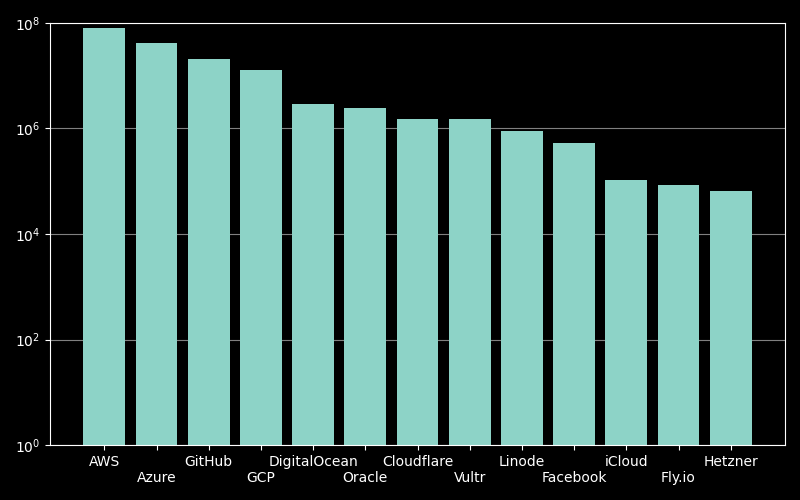 10⁸
10⁶
10⁴
10²
10⁰
AWS GitHub DigitalOcean Cloudflare Linode iCloud Hetzner
Azure GCP Oracle Vultr Facebook Fly.io